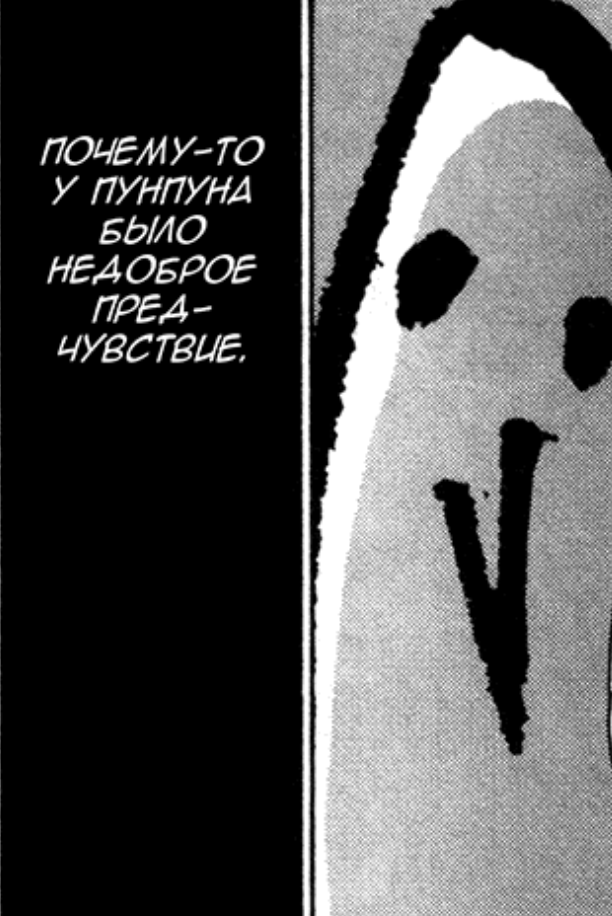 ПОЧЕМУ-ТО
У ПУНПУНА
БЫЛО
НЕДОБРОЕ
ПРЕД-
ЧУВСТВИЕ.